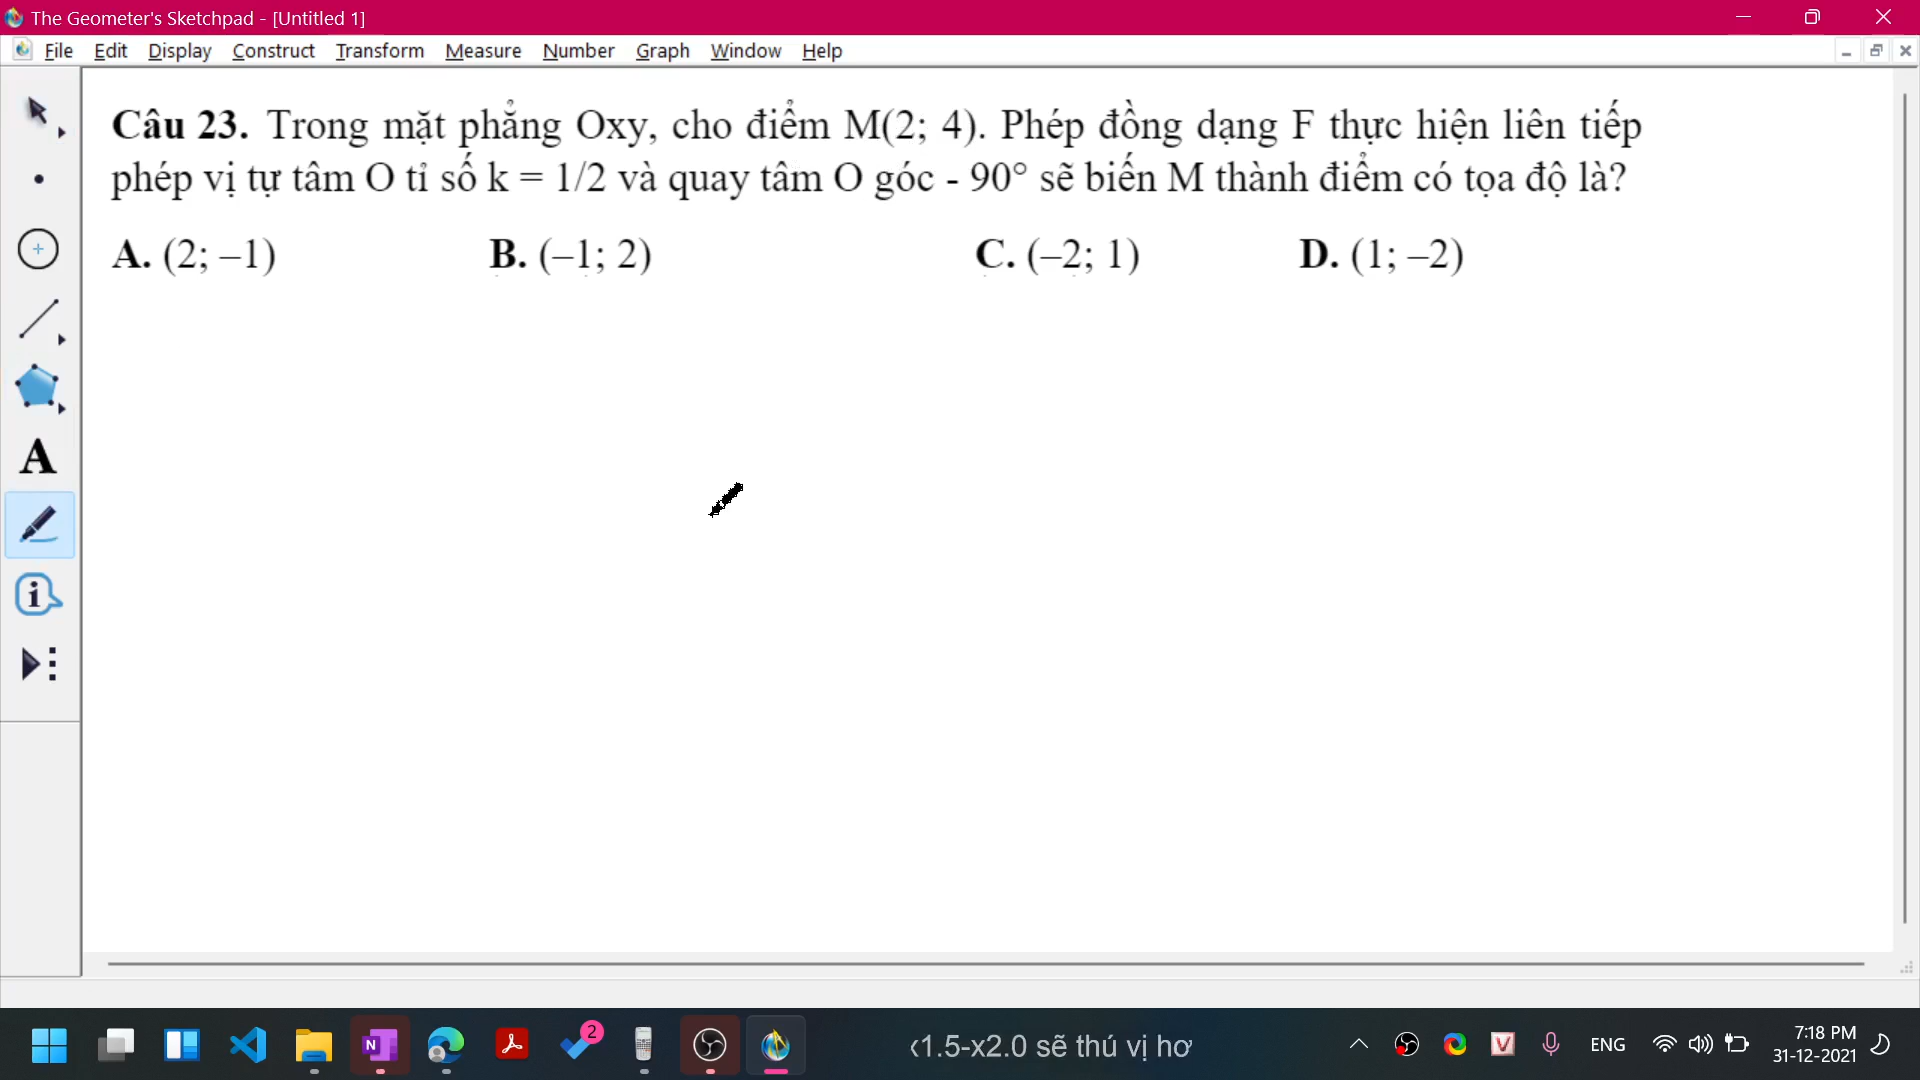 The Geometer's Sketchpad - [Untitled 1]
File Edit Display Construct Transform Measure Number Graph Window Help
Câu 23. Trong mặt phẳng Oxy, cho điểm M(2; 4). Phép đồng dạng F thực hiện liên tiếp
phép vị tự tâm O tỉ số k = 1/2 và quay tâm O góc - 90° sẽ biến M thành điểm có tọa độ là?
A. (2; –1) B. (–1; 2) C. (–2; 1) D. (1; –2)
A
i
N
2
x1.5-x2.0 sẽ thú vị hơ
V
ENG
7:18 PM
31-12-2021